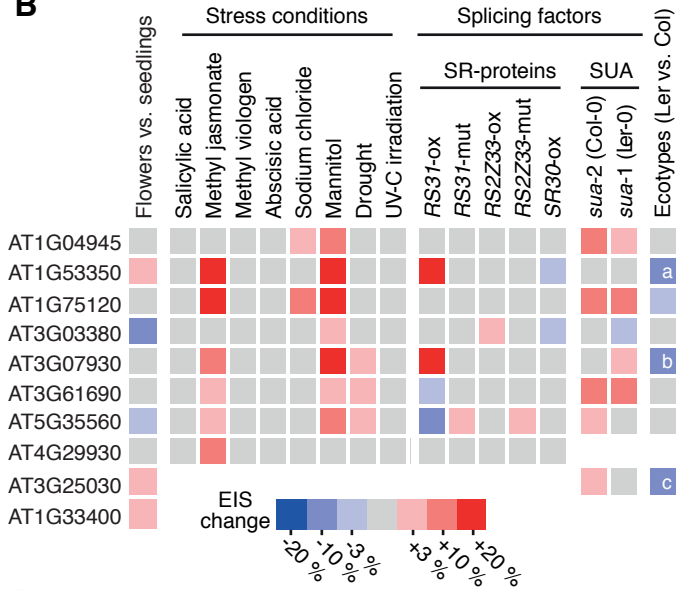 B
Stress conditions
Splicing factors
SR-proteins
SUA
Flowers vs. seedlings
Salicylic acid
Methyl jasmonate
Methyl viologen
Abscisic acid
Sodium chloride
Mannitol
Drought
UV-C irradiation
RS31-ox
RS31-mut
RS2Z33-ox
RS2Z33-mut
SR30-ox
sua-2 (Col-0)
sua-1 (Ler-0)
Ecotypes (Ler vs. Col)
AT1G04945
AT1G53350
a
AT1G75120
AT3G03380
AT3G07930
b
AT3G61690
AT5G35560
AT4G29930
AT3G25030
c
AT1G33400
EIS
change
-20 %
-10 %
-3 %
+3 %
+10 %
+20 %